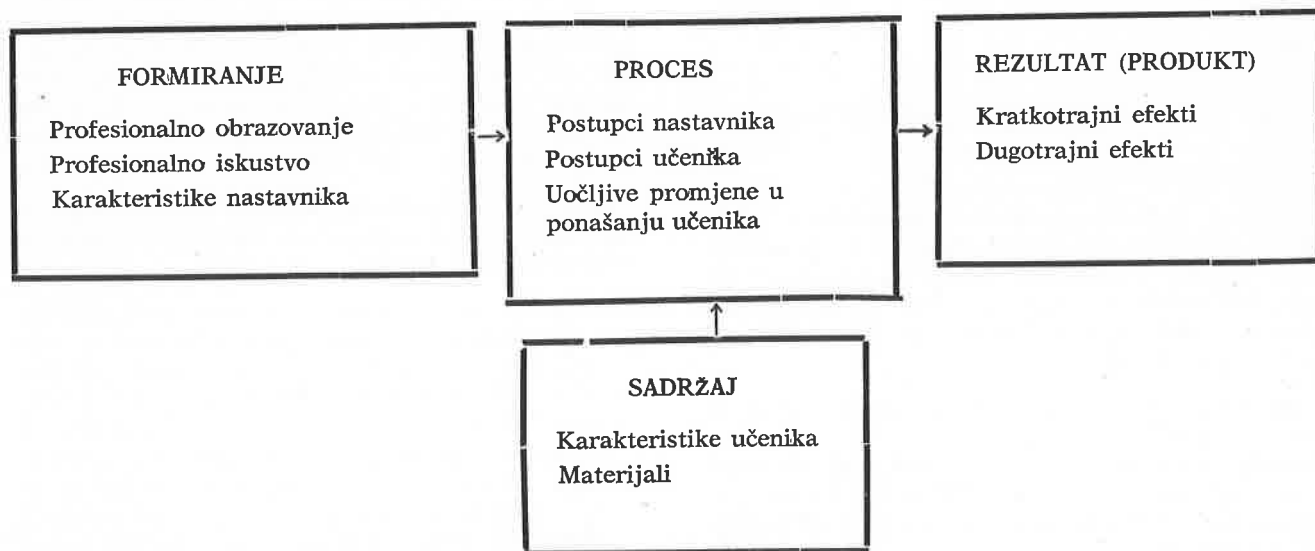 FORMIRANJE
Profesionalno obrazovanje
Profesionalno iskustvo
Karakteristike nastavnika
PROCES
Postupci nastavnika
Postupci učenika
Uočljive promjene u
ponašanju učenika
REZULTAT (PRODUKT)
Kratkotrajni efekti
Dugotrajni efekti
SADRŽAJ
Karakteristike učenika
Materijali